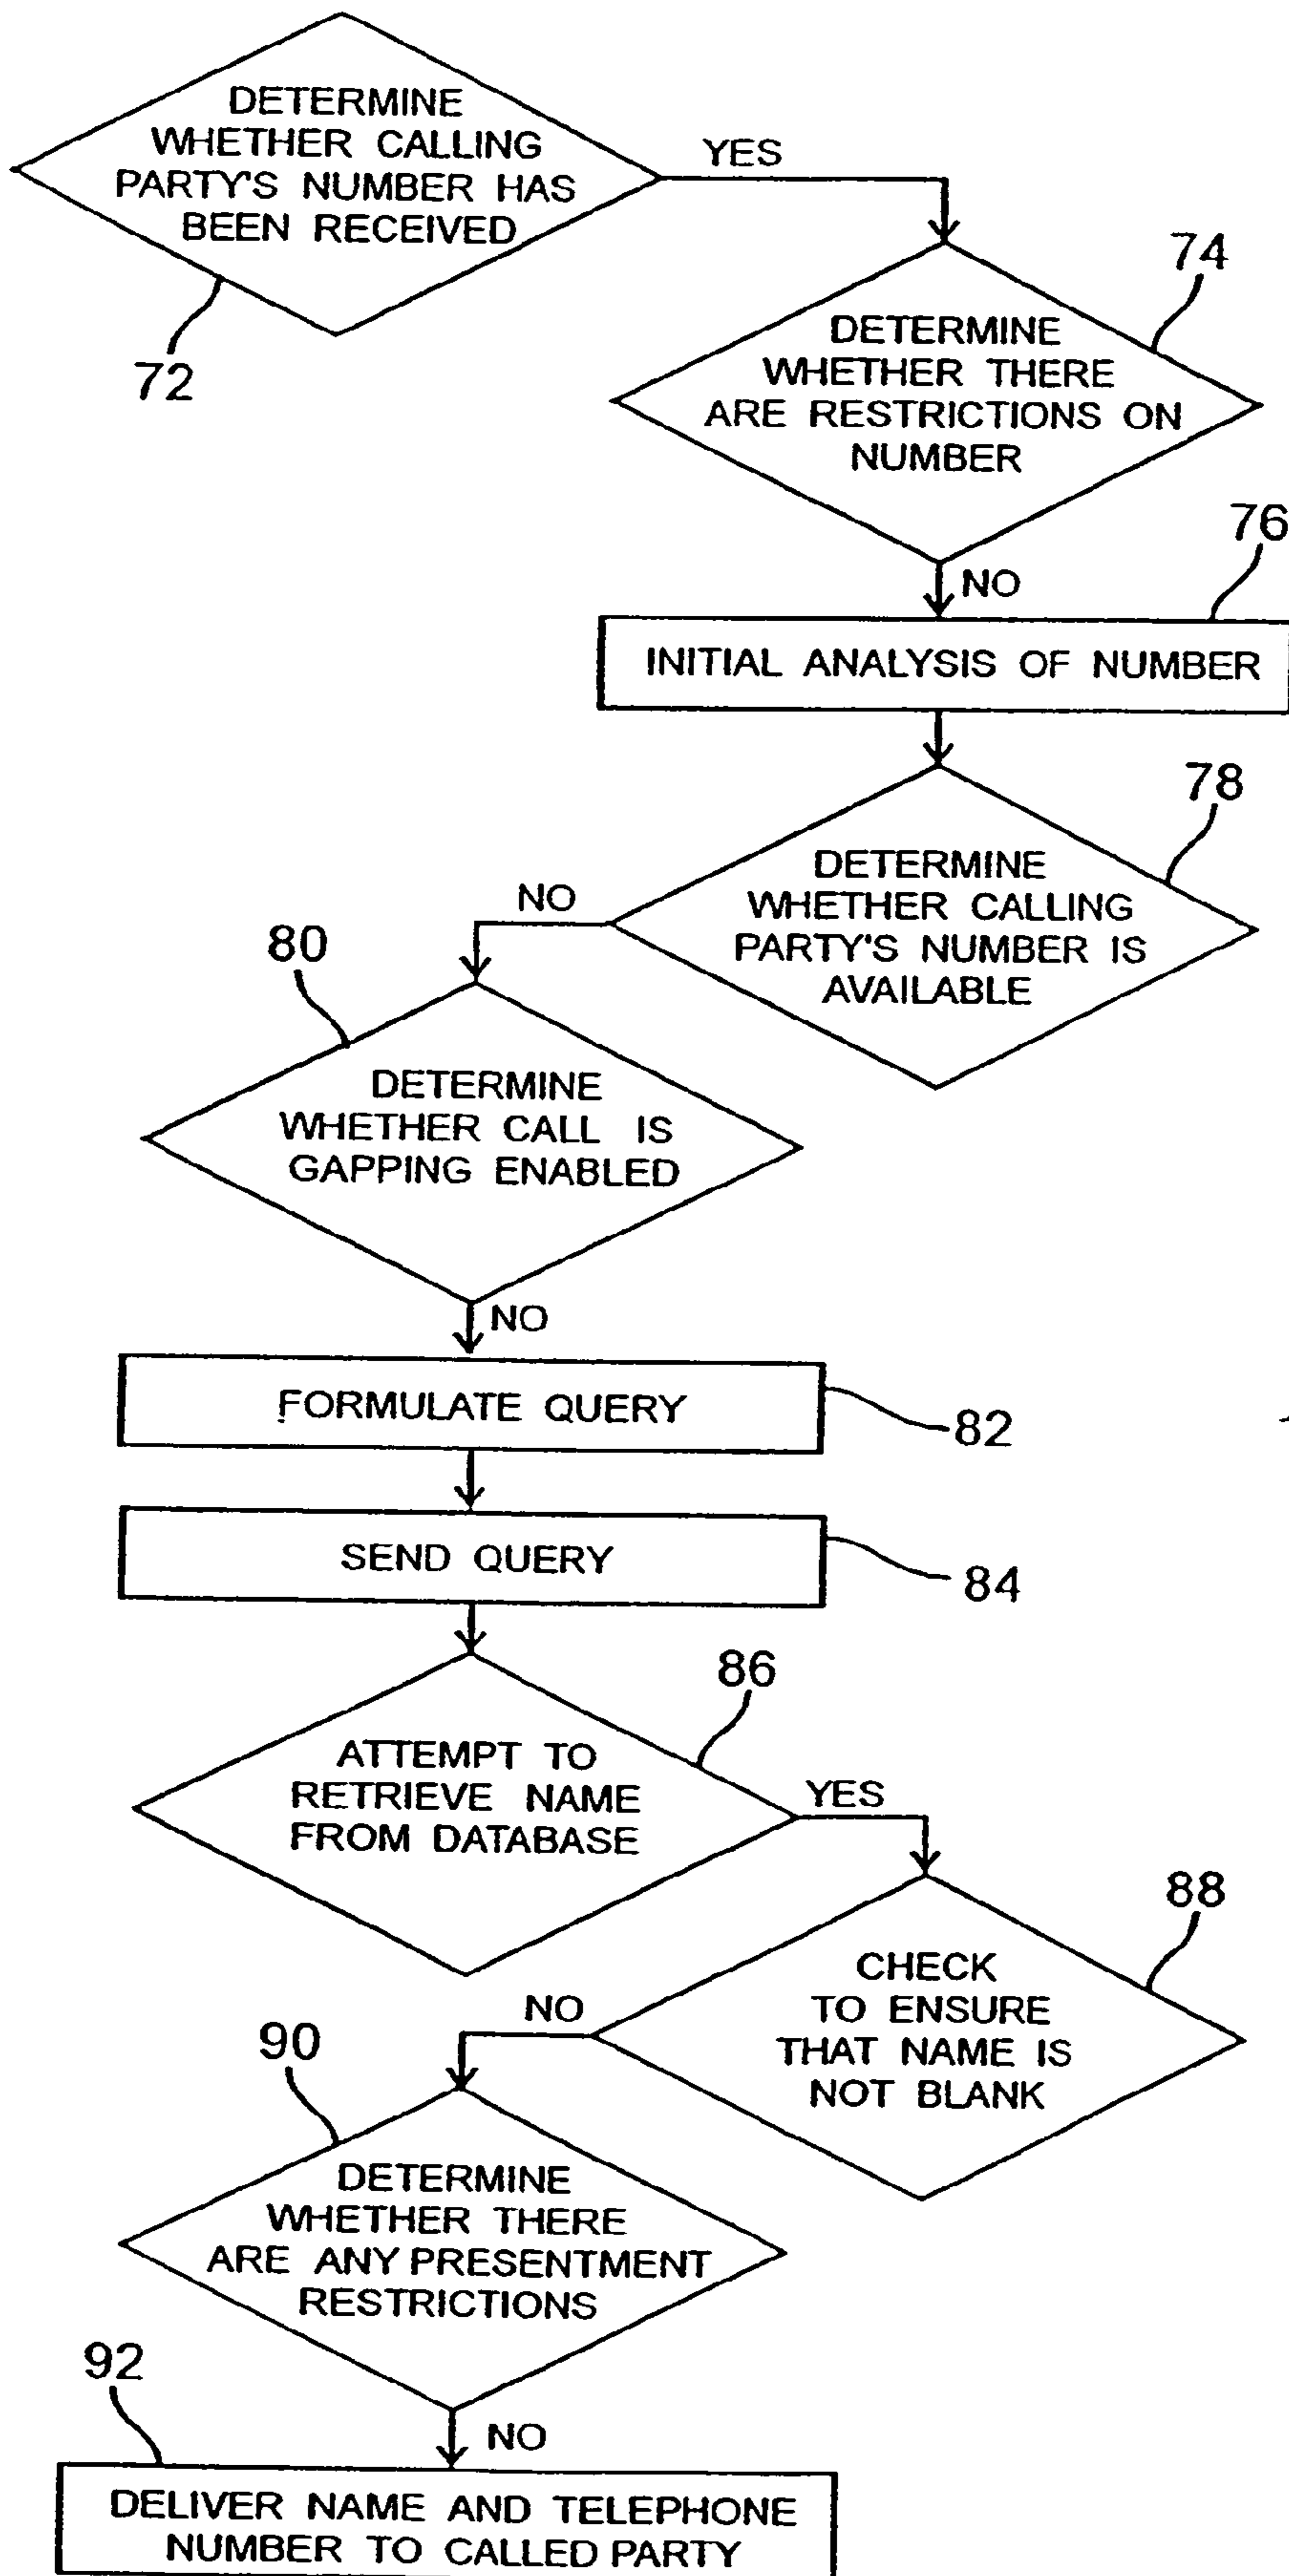 DETERMINE
WHETHER CALLING
PARTY'S NUMBER HAS
BEEN RECEIVED
YES
72
74
DETERMINE
WHETHER THERE
ARE RESTRICTIONS ON
NUMBER
NO
76
INITIAL ANALYSIS OF NUMBER
78
DETERMINE
WHETHER CALLING
PARTY'S NUMBER IS
AVAILABLE
NO
80
DETERMINE
WHETHER CALL IS
GAPPING ENABLED
NO
FORMULATE QUERY
82
SEND QUERY
84
86
ATTEMPT TO
RETRIEVE NAME
FROM DATABASE
YES
88
CHECK
TO ENSURE
THAT NAME IS
NOT BLANK
NO
90
DETERMINE
WHETHER THERE
ARE ANY PRESENTMENT
RESTRICTIONS
NO
92
DELIVER NAME AND TELEPHONE
NUMBER TO CALLED PARTY